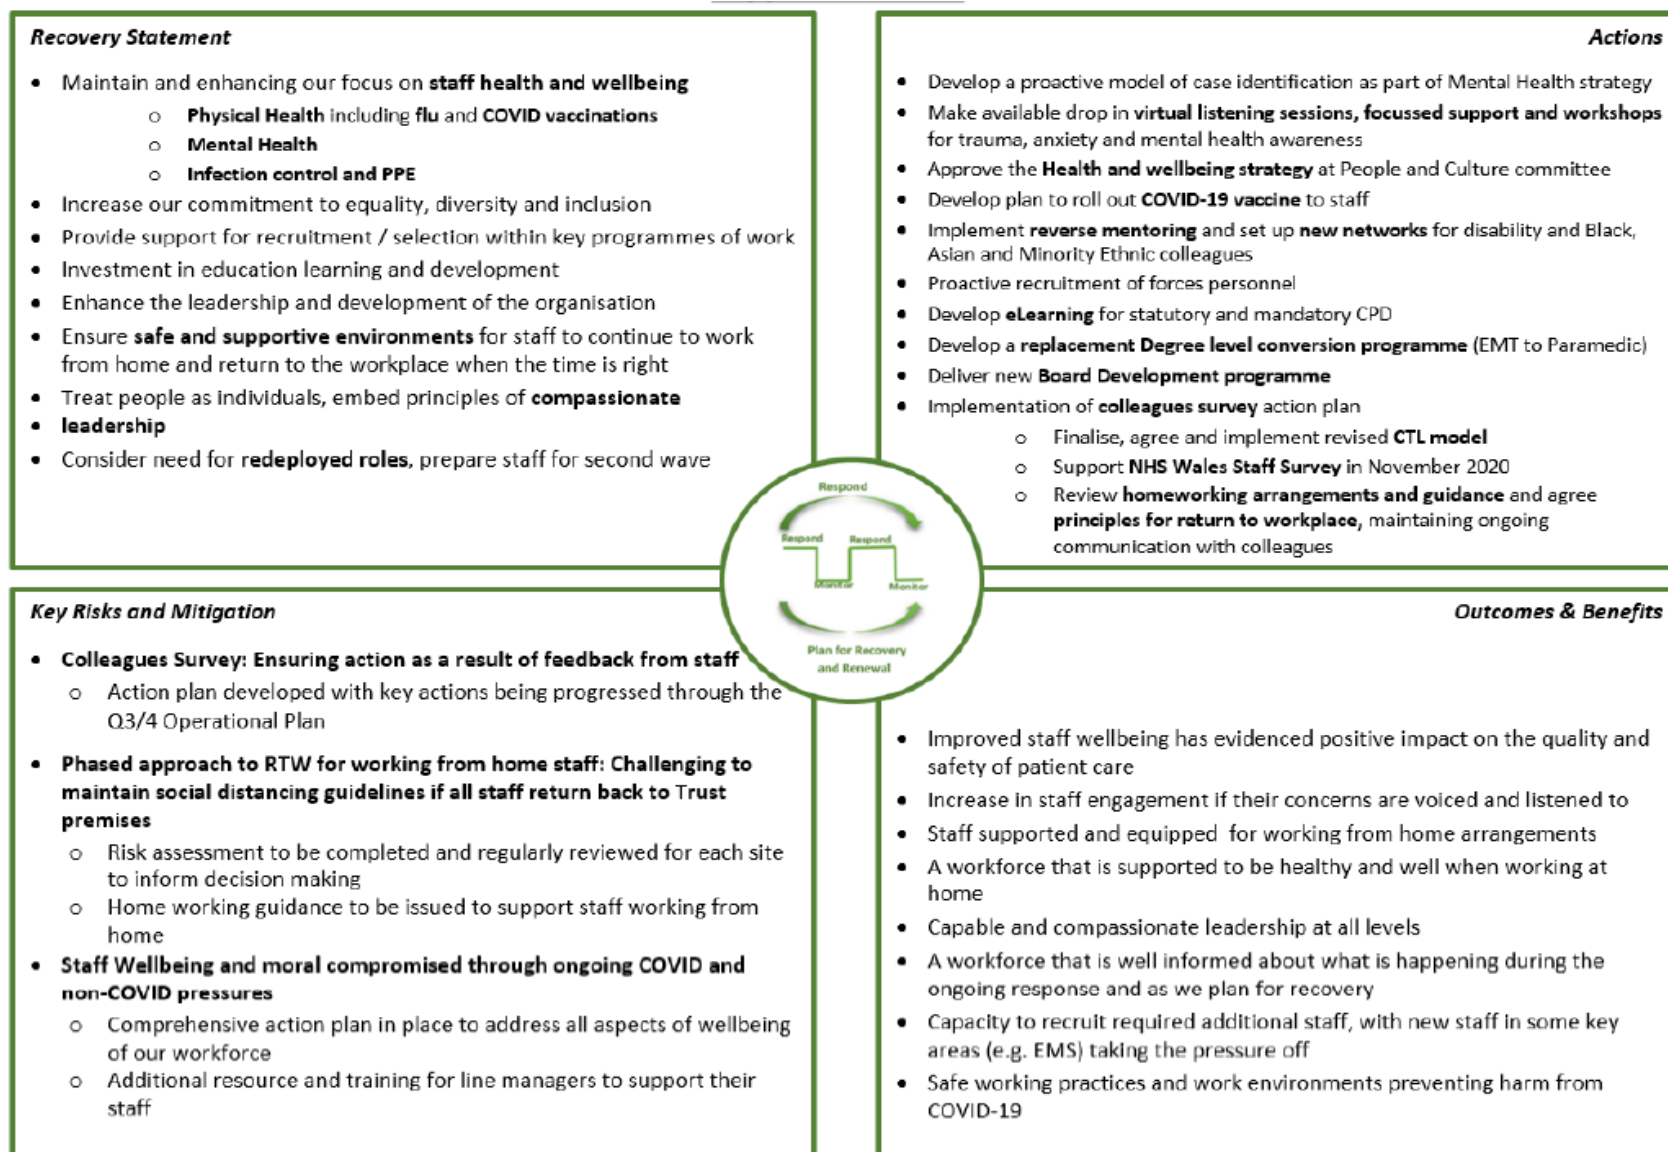 Recovery Statement
• Maintain and enhancing our focus on staff health and wellbeing
o Physical Health including flu and COVID vaccinations
o Mental Health
o Infection control and PPE
• Increase our commitment to equality, diversity and inclusion
• Provide support for recruitment / selection within key programmes of work
• Investment in education learning and development
• Enhance the leadership and development of the organisation
• Ensure safe and supportive environments for staff to continue to work
from home and return to the workplace when the time is right
• Treat people as individuals, embed principles of compassionate
• leadership
• Consider need for redeployed roles, prepare staff for second wave
Actions
• Develop a proactive model of case identification as part of Mental Health strategy
• Make available drop in virtual listening sessions, focussed support and workshops
for trauma, anxiety and mental health awareness
• Approve the Health and wellbeing strategy at People and Culture committee
• Develop plan to roll out COVID-19 vaccine to staff
• Implement reverse mentoring and set up new networks for disability and Black,
Asian and Minority Ethnic colleagues
• Proactive recruitment of forces personnel
• Develop eLearning for statutory and mandatory CPD
• Develop a replacement Degree level conversion programme (EMT to Paramedic)
• Deliver new Board Development programme
• Implementation of colleagues survey action plan
o Finalise, agree and implement revised CTL model
o Support NHS Wales Staff Survey in November 2020
o Review homeworking arrangements and guidance and agree
principles for return to workplace, maintaining ongoing
communication with colleagues
Respond
Respond Respond
Monitor Monitor
Plan for Recovery
and Renewal
Key Risks and Mitigation
• Colleagues Survey: Ensuring action as a result of feedback from staff
o Action plan developed with key actions being progressed through the
Q3/4 Operational Plan
• Phased approach to RTW for working from home staff: Challenging to
maintain social distancing guidelines if all staff return back to Trust
premises
o Risk assessment to be completed and regularly reviewed for each site
to inform decision making
o Home working guidance to be issued to support staff working from
home
• Staff Wellbeing and moral compromised through ongoing COVID and
non-COVID pressures
o Comprehensive action plan in place to address all aspects of wellbeing
of our workforce
o Additional resource and training for line managers to support their
staff
Outcomes & Benefits
• Improved staff wellbeing has evidenced positive impact on the quality and
safety of patient care
• Increase in staff engagement if their concerns are voiced and listened to
• Staff supported and equipped for working from home arrangements
• A workforce that is supported to be healthy and well when working at
home
• Capable and compassionate leadership at all levels
• A workforce that is well informed about what is happening during the
ongoing response and as we plan for recovery
• Capacity to recruit required additional staff, with new staff in some key
areas (e.g. EMS) taking the pressure off
• Safe working practices and work environments preventing harm from
COVID-19